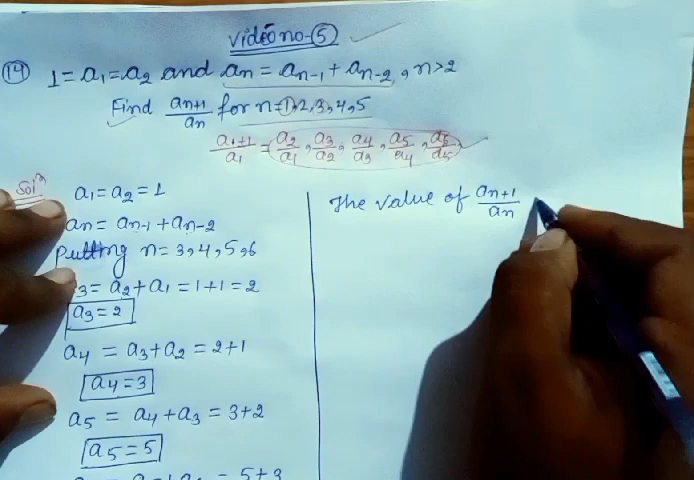 Video no-⑤
⑭ 1=a₁=a₂ and aₙ = aₙ₋₁ + aₙ₋₂, n>2
Find aₙ₊₁/aₙ for n=1,2,3,4,5
a₁₊₁/a₁ = a₂/a₁, a₃/a₂, a₄/a₃, a₅/a₄, a₆/a₅
Solⁿ
a₁=a₂=1
aₙ= aₙ₋₁+aₙ₋₂
Putting n=3,4,5,6
3= a₂+a₁ =1+1=2
a₃=2
a₄ = a₃+a₂ =2+1
a₄=3
a₅ = a₄+a₃ =3+2
a₅=5
= 5+3
The value of aₙ₊₁/aₙ